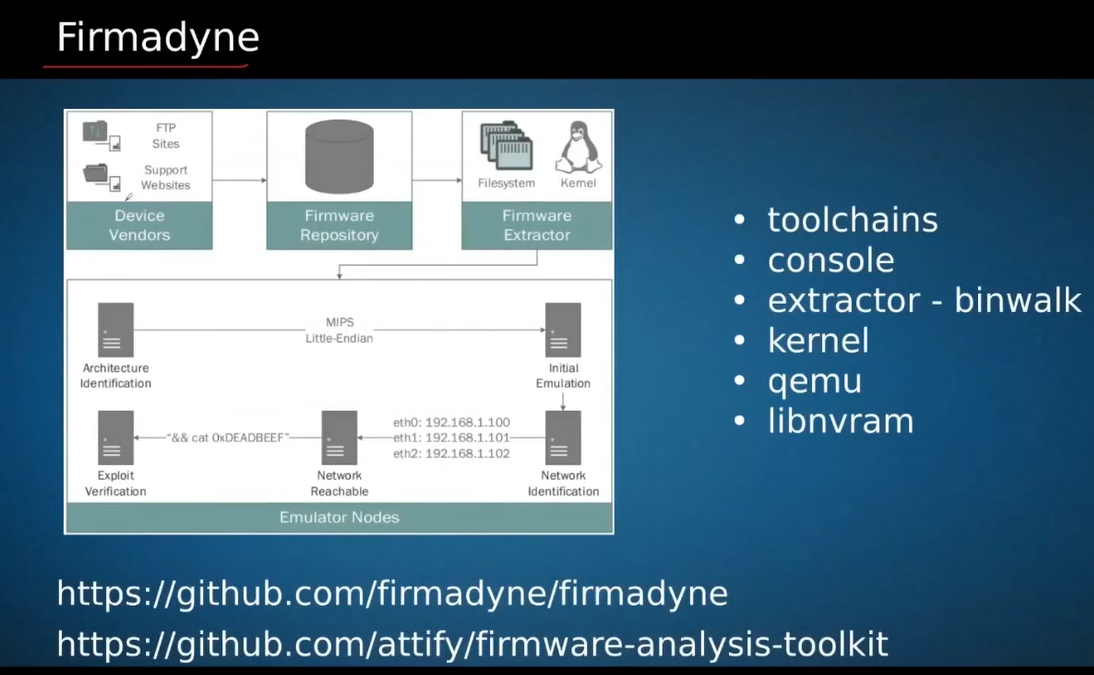 Firmadyne
FTP
Sites
Support
Websites
Device
Vendors
Firmware
Repository
Filesystem
Kernel
Firmware
Extractor
MIPS
Little-Endian
Architecture
Identification
Initial
Emulation
"&& cat 0xDEADBEEF"
eth0: 192.168.1.100
eth1: 192.168.1.101
eth2: 192.168.1.102
Exploit
Verification
Network
Reachable
Network
Identification
Emulator Nodes
• toolchains
• console
• extractor - binwalk
• kernel
• qemu
• libnvram
https://github.com/firmadyne/firmadyne
https://github.com/attify/firmware-analysis-toolkit